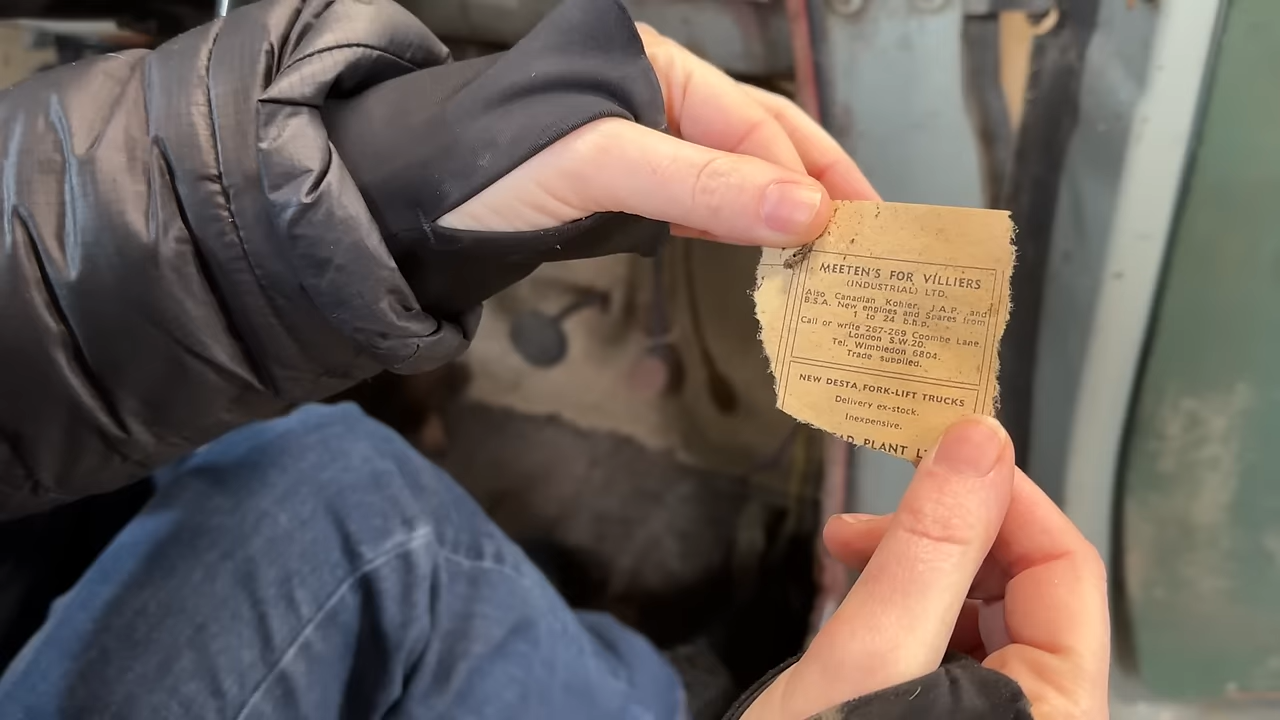 MEETEN'S FOR VILLIERS
(INDUSTRIAL) LTD.
Also Canadian Kohler, J.A.P. and
B.S.A. New engines and Spares from
1 to 24 b.h.p.
Call or write 267-269 Coombe Lane,
London S.W.20.
Tel. Wimbledon 6804.
Trade supplied.
NEW DESTA FORK-LIFT TRUCKS
Delivery ex-stock.
Inexpensive.
PLANT